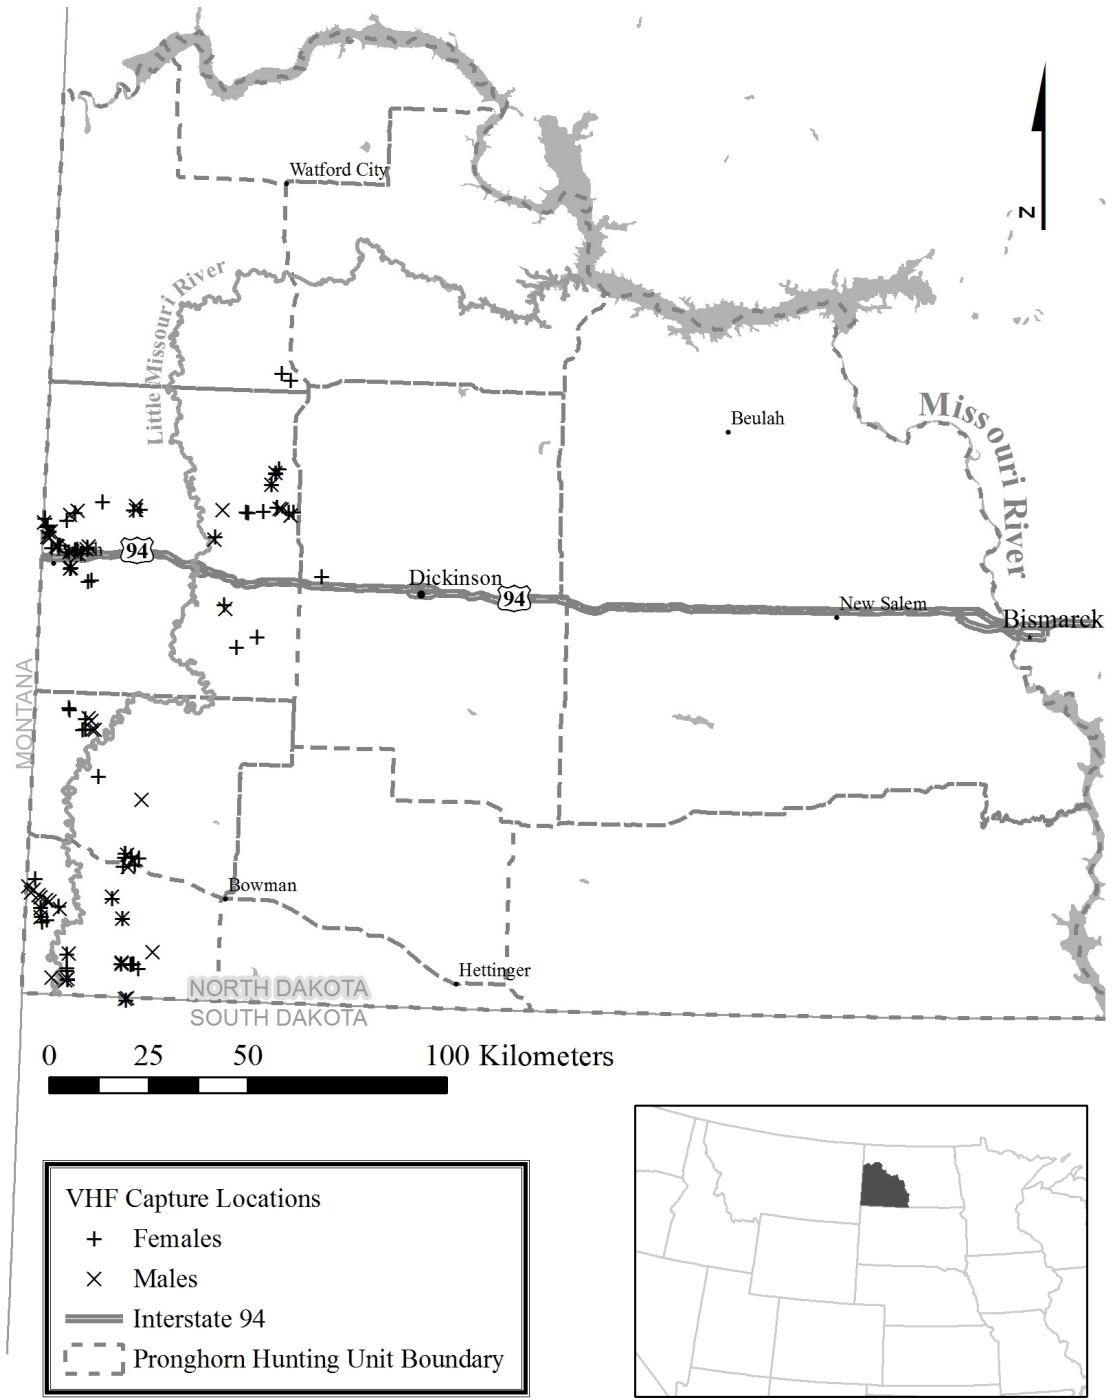 Watford City
N
Little Missouri River
Missouri River
Beulah
94
Dickinson
94
New Salem
Bismarck
MONTANA
Bowman
Hettinger
NORTH DAKOTA
SOUTH DAKOTA
0 25 50 100 Kilometers
VHF Capture Locations
Females
Males
Interstate 94
Pronghorn Hunting Unit Boundary